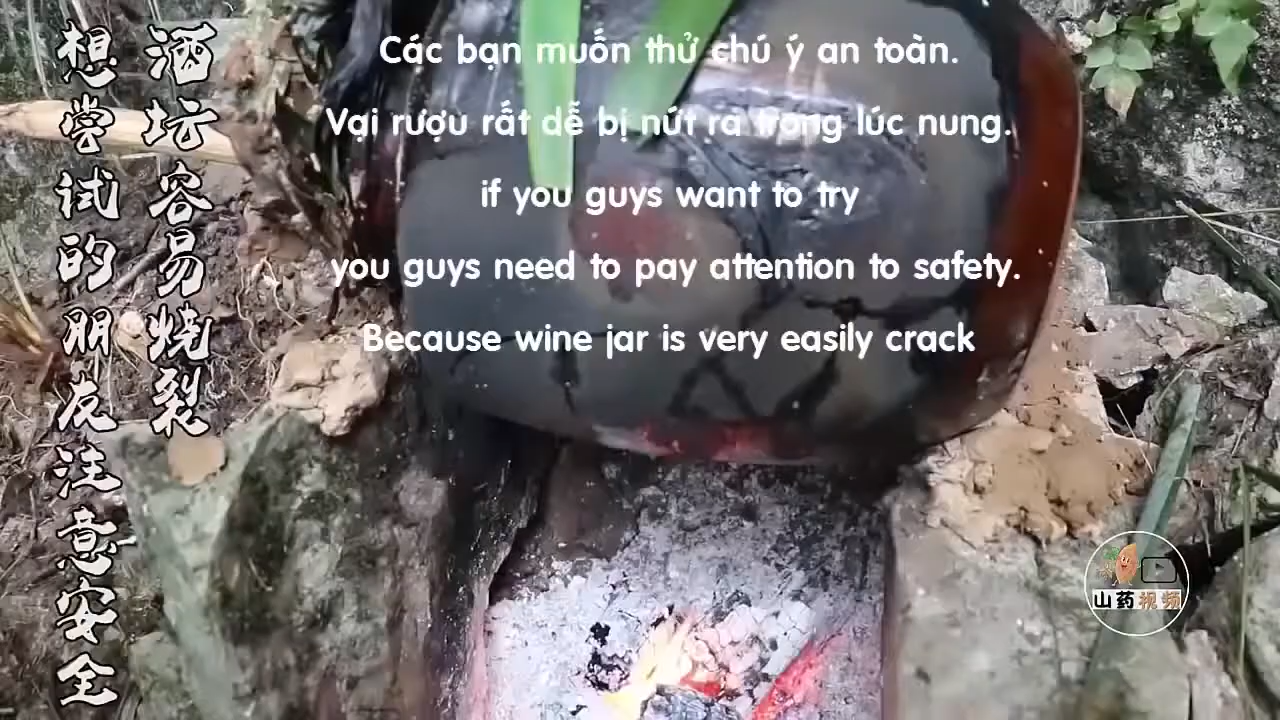 酒坛容易烧裂
想尝试的朋友注意安全
Các bạn muốn thử chú ý an toàn.
Vại rượu rất dễ bị nứt ra trong lúc nung.
if you guys want to try
you guys need to pay attention to safety.
Because wine jar is very easily crack
山药视频